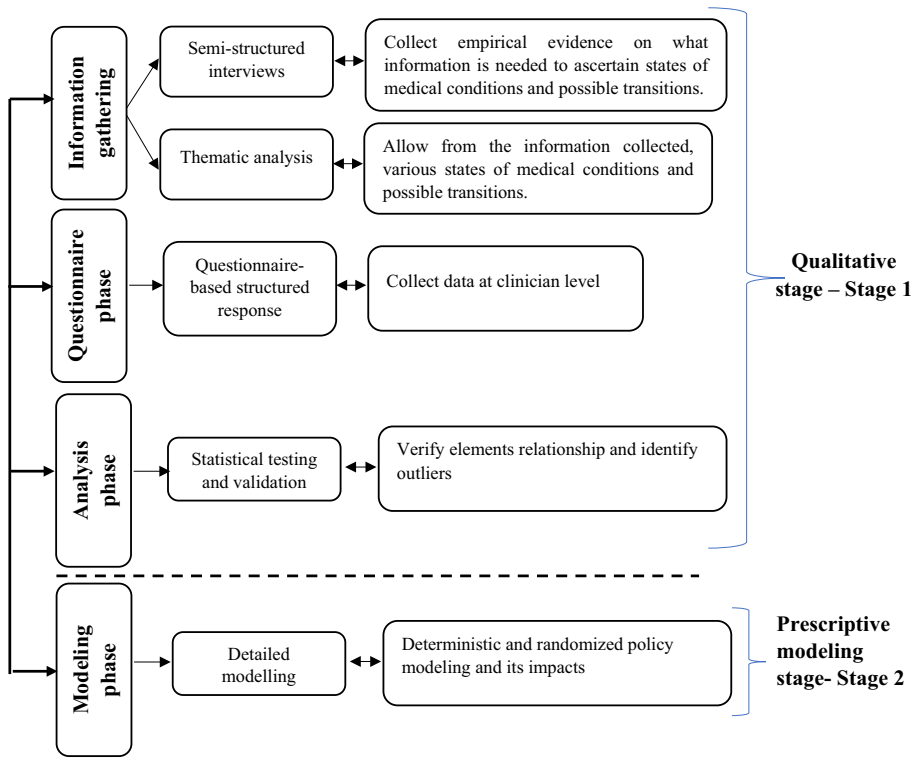 Information
gathering
Semi-structured
interviews
Collect empirical evidence on what
information is needed to ascertain states of
medical conditions and possible transitions.
Thematic analysis
Allow from the information collected,
various states of medical conditions and
possible transitions.
Questionnaire
phase
Questionnaire-
based structured
response
Collect data at clinician level
Qualitative
stage – Stage 1
Analysis
phase
Statistical testing
and validation
Verify elements relationship and identify
outliers
Modeling
phase
Detailed
modelling
Deterministic and randomized policy
modeling and its impacts
Prescriptive
modeling
stage- Stage 2